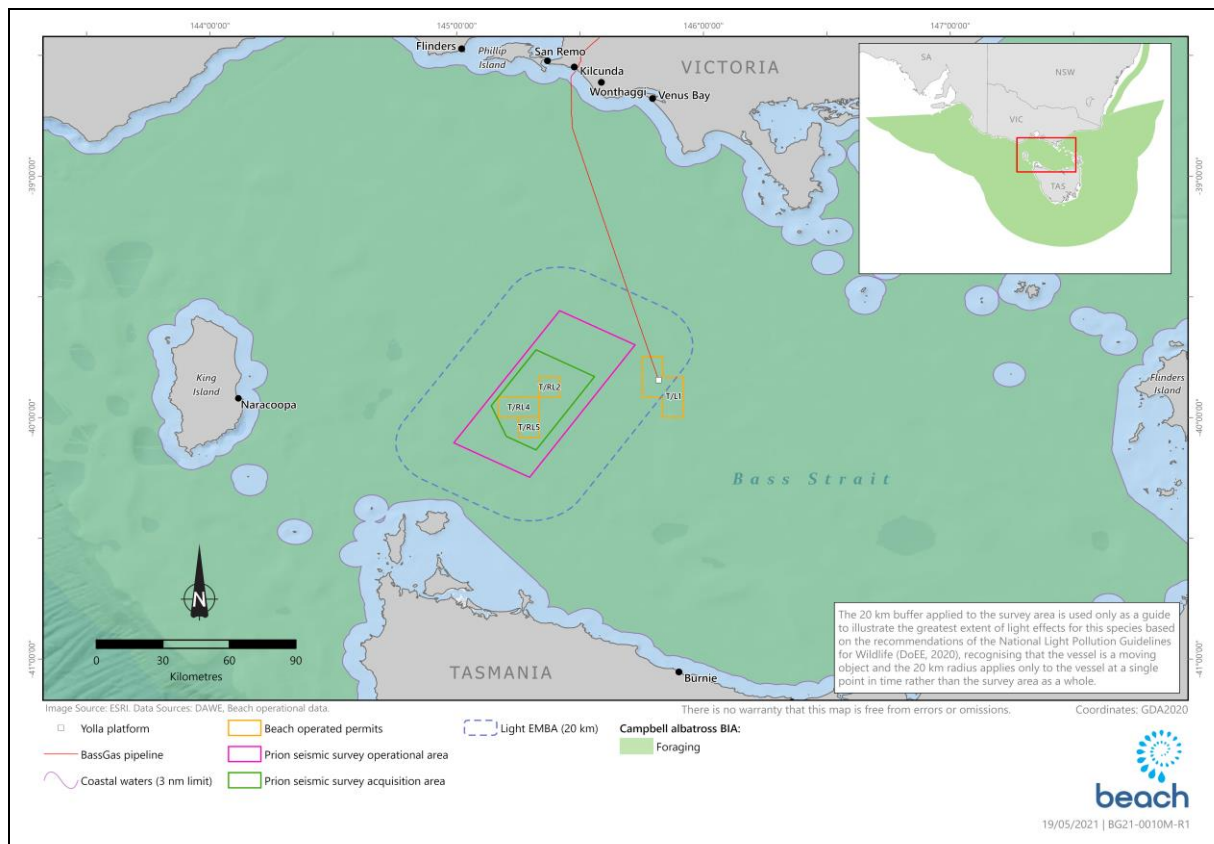 144°00'00"
145°00'00"
146°00'00"
147°00'00"
Flinders
Phillip
Island
San Remo
Kilcunda
Wonthaggi
Venus Bay
VICTORIA
SA
NSW
VIC
TAS
-39°00'00"
-39°00'00"
King
Island
Naracoopa
T/RL2
T/RL4
T/RL5
T/L1
Flinders
Island
-40°00'00"
-40°00'00"
Bass Strait
N
0 30 60 90
Kilometres
TASMANIA
Burnie
-41°00'00"
-41°00'00"
The 20 km buffer applied to the survey area is used only as a guide
to illustrate the greatest extent of light effects for this species based
on the recommendations of the National Light Pollution Guidelines
for Wildlife (DoEE, 2020), recognising that the vessel is a moving
object and the 20 km radius applies only to the vessel at a single
point in time rather than the survey area as a whole.
Image Source: ESRI. Data Sources: DAWE, Beach operational data.
There is no warranty that this map is free from errors or omissions.
Coordinates: GDA2020
Yolla platform
BassGas pipeline
Coastal waters (3 nm limit)
Beach operated permits
Prion seismic survey operational area
Prion seismic survey acquisition area
Light EMBA (20 km)
Campbell albatross BIA:
Foraging
beach
19/05/2021 | BG21-0010M-R1